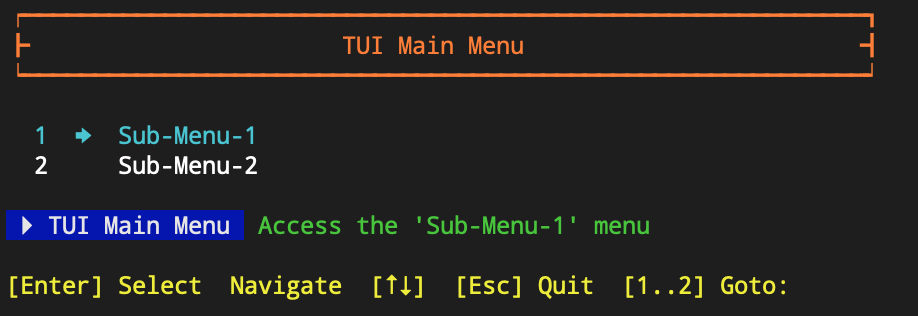 TUI Main Menu
1 ➡ Sub-Menu-1
2 Sub-Menu-2
▶ TUI Main Menu Access the 'Sub-Menu-1' menu
[Enter] Select Navigate [↑↓] [Esc] Quit [1..2] Goto: